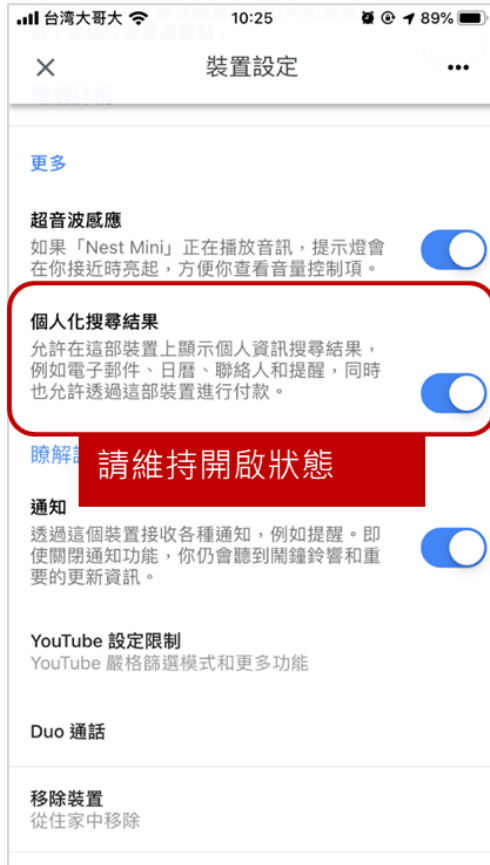 台湾大哥大 10:25 89%
裝置設定
更多
超音波感應
如果「Nest Mini」正在播放音訊，提示燈會
在你接近時亮起，方便你查看音量控制項。
個人化搜尋結果
允許在這部裝置上顯示個人資訊搜尋結果，
例如電子郵件、日曆、聯絡人和提醒，同時
也允許透過這部裝置進行付款。
瞭解
請維持開啟狀態
通知
透過這個裝置接收各種通知，例如提醒。即
使關閉通知功能，你仍會聽到鬧鐘鈴響和重
要的更新資訊。
YouTube 設定限制
YouTube 嚴格篩選模式和更多功能
Duo 通話
移除裝置
從住家中移除